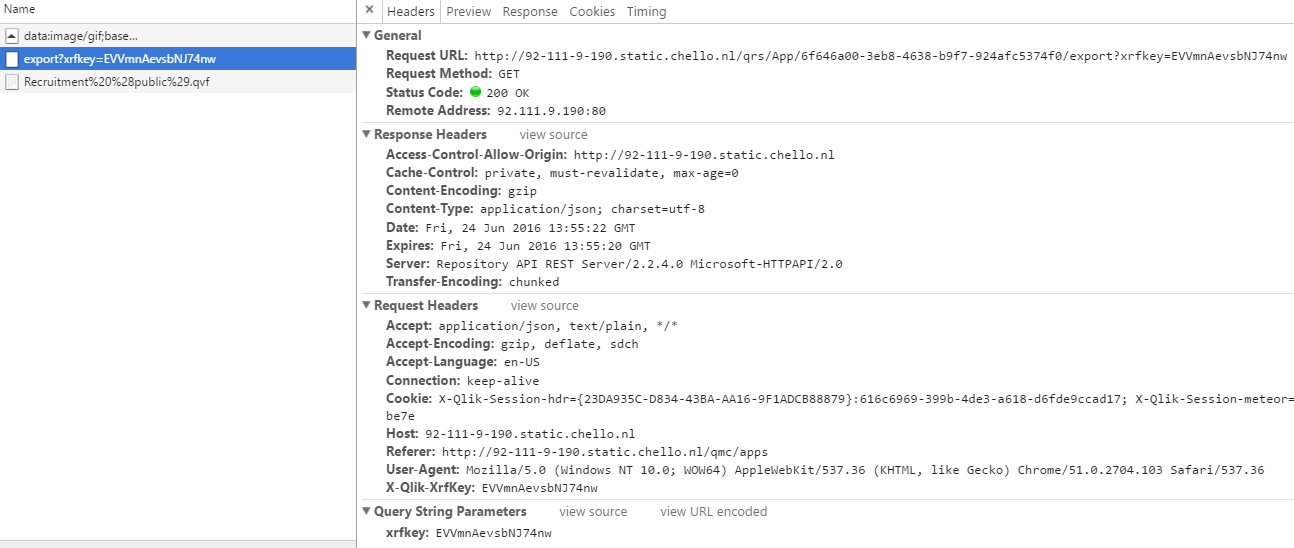 Name
data:image/gif;base...
export?xrfkey=EVVmnAevsbNJ74nw
Recruitment%20%28public%29.qvf
× Headers Preview Response Cookies Timing
General
Request URL: http://92-111-9-190.static.chello.nl/qrs/App/6f646a00-3eb8-4638-b9f7-924afc5374f0/export?xrfkey=EVVmnAevsbNJ74nw
Request Method: GET
Status Code: 200 OK
Remote Address: 92.111.9.190:80
Response Headers view source
Access-Control-Allow-Origin: http://92-111-9-190.static.chello.nl
Cache-Control: private, must-revalidate, max-age=0
Content-Encoding: gzip
Content-Type: application/json; charset=utf-8
Date: Fri, 24 Jun 2016 13:55:22 GMT
Expires: Fri, 24 Jun 2016 13:55:20 GMT
Server: Repository API REST Server/2.2.4.0 Microsoft-HTTPAPI/2.0
Transfer-Encoding: chunked
Request Headers view source
Accept: application/json, text/plain, */*
Accept-Encoding: gzip, deflate, sdch
Accept-Language: en-US
Connection: keep-alive
Cookie: X-Qlik-Session-hdr={23DA935C-D834-43BA-AA16-9F1ADCB88879}:616c6969-399b-4de3-a618-d6fde9ccad17; X-Qlik-Session-meteor=
be7e
Host: 92-111-9-190.static.chello.nl
Referer: http://92-111-9-190.static.chello.nl/qmc/apps
User-Agent: Mozilla/5.0 (Windows NT 10.0; WOW64) AppleWebKit/537.36 (KHTML, like Gecko) Chrome/51.0.2704.103 Safari/537.36
X-Qlik-XrfKey: EVVmnAevsbNJ74nw
Query String Parameters view source view URL encoded
xrfkey: EVVmnAevsbNJ74nw